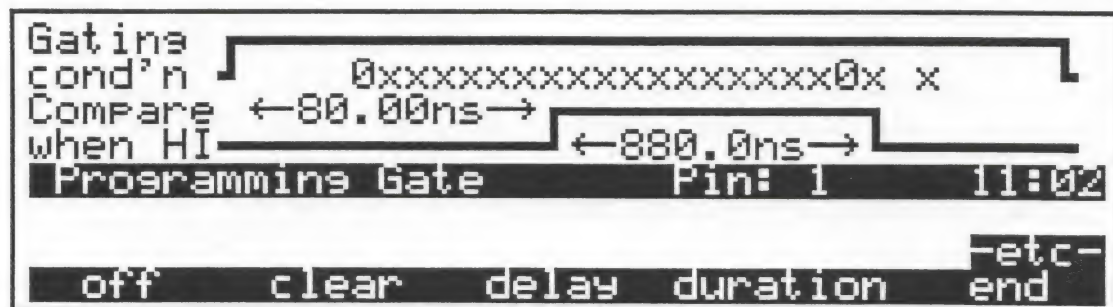 Gating
cond'n 0xxxxxxxxxxxxxxxxxx0x x
Compare ←80.00ns→
when HI ←880.0ns→
Programming Gate Pin: 1 11:02
-etc-
off clear delay duration end